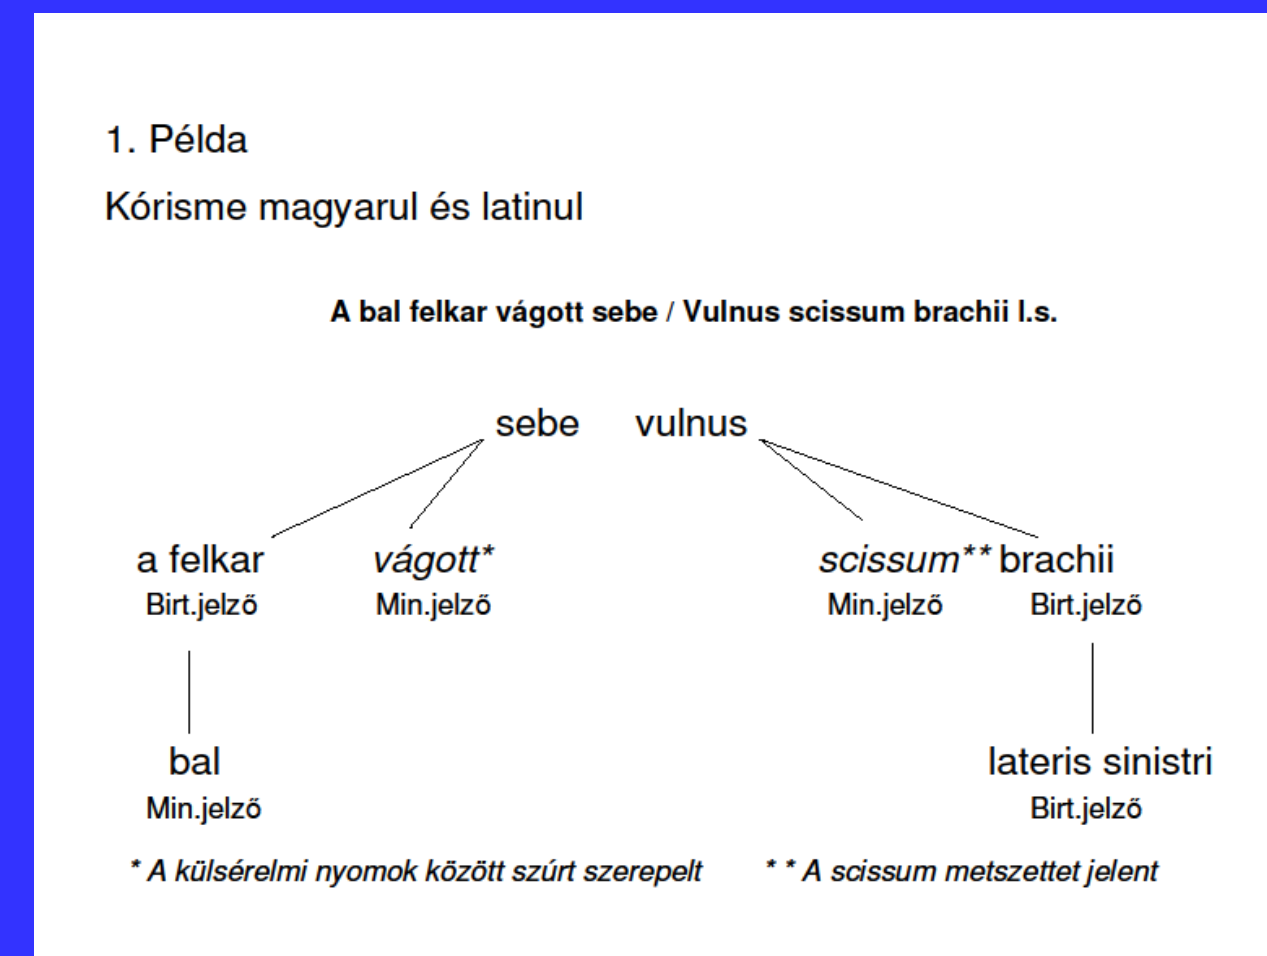 1. Példa
Kórisme magyarul és latinul
A bal felkar vágott sebe / Vulnus scissum brachii l.s.
sebe vulnus
a felkar vágott* scissum** brachii
Birt.jelző Min.jelző Min.jelző Birt.jelző
bal lateris sinistri
Min.jelző Birt.jelző
* A külsérelmi nyomok között szúrt szerepelt * * A scissum metszettet jelent